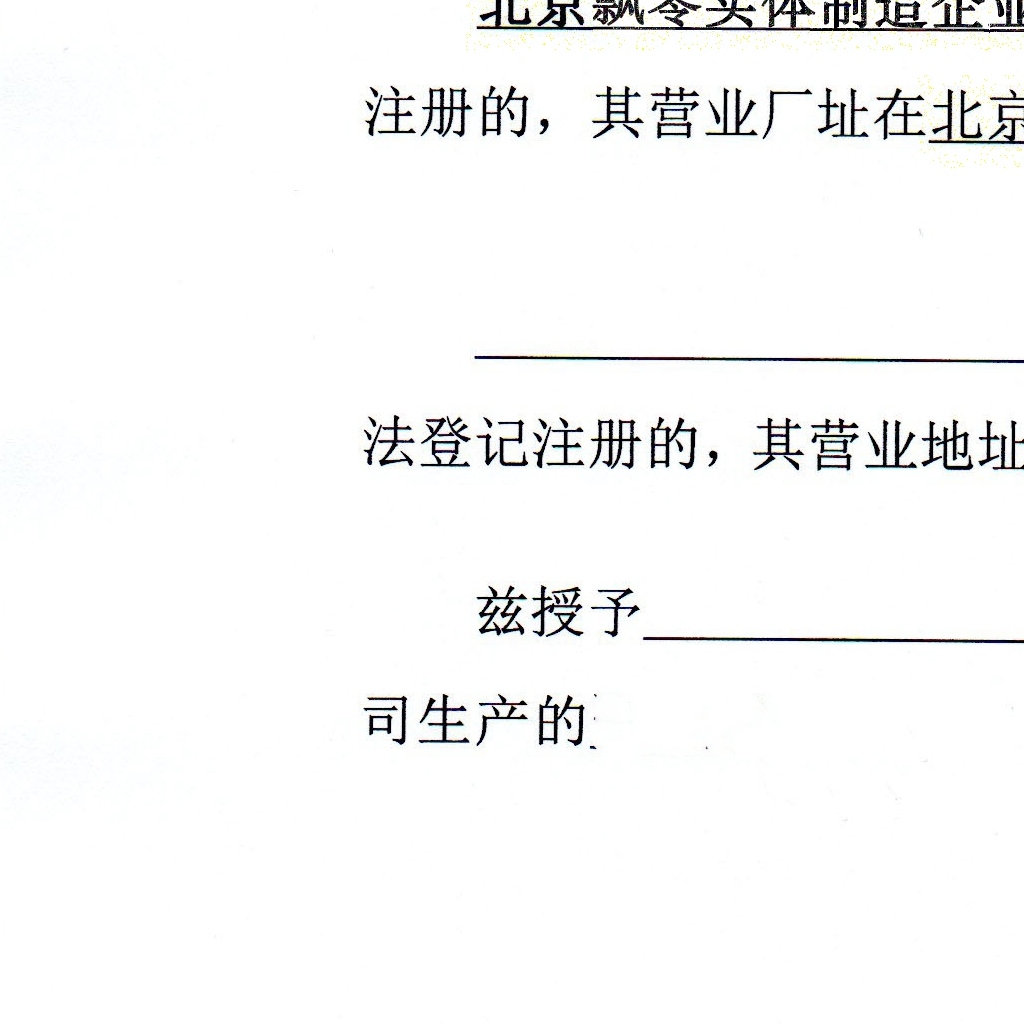 北京飘零实体制造企业
注册的，其营业厂址在北京
法登记注册的，其营业地址
兹授予
司生产的